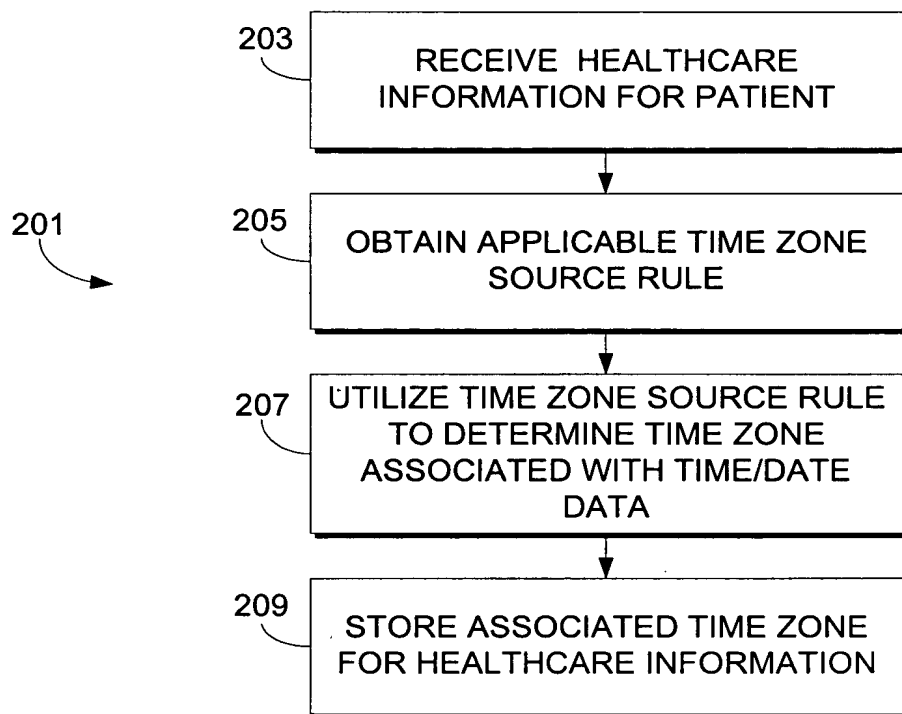 203
RECEIVE HEALTHCARE
INFORMATION FOR PATIENT
201
205
OBTAIN APPLICABLE TIME ZONE
SOURCE RULE
207
UTILIZE TIME ZONE SOURCE RULE
TO DETERMINE TIME ZONE
ASSOCIATED WITH TIME/DATE
DATA
209
STORE ASSOCIATED TIME ZONE
FOR HEALTHCARE INFORMATION